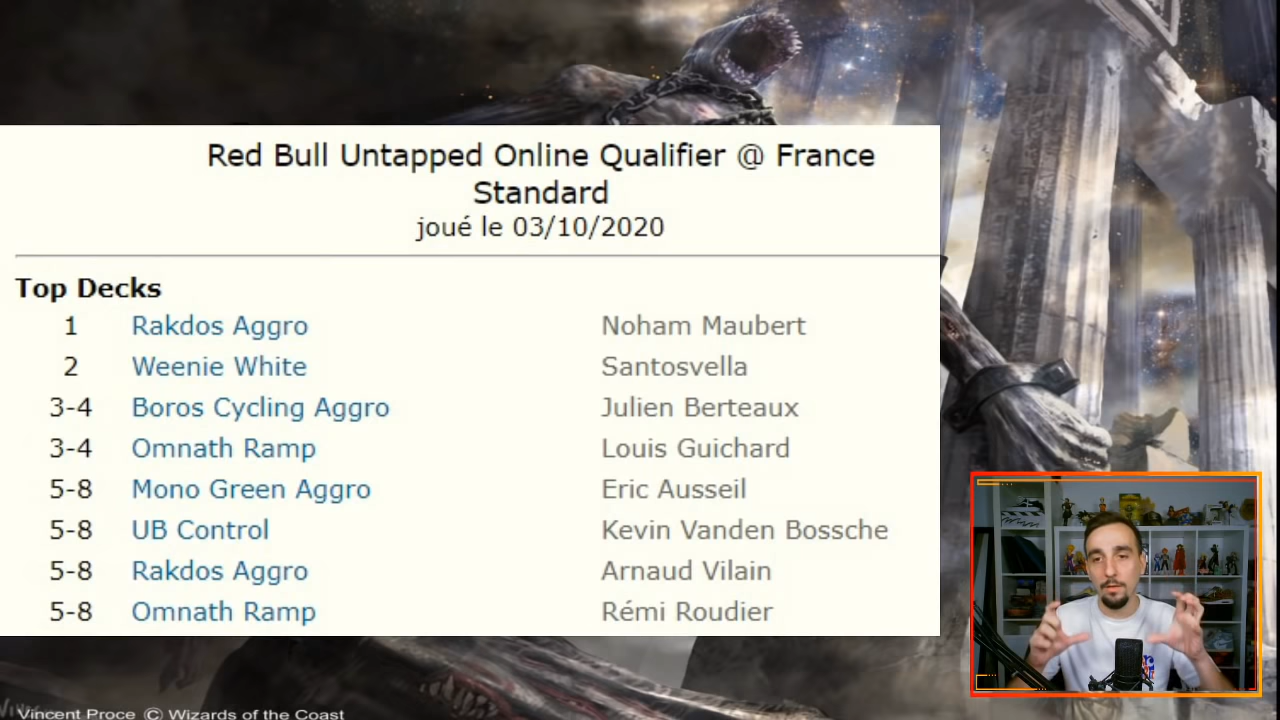 Red Bull Untapped Online Qualifier @ France
Standard
joué le 03/10/2020
Top Decks
1 Rakdos Aggro Noham Maubert
2 Weenie White Santosvella
3-4 Boros Cycling Aggro Julien Berteaux
3-4 Omnath Ramp Louis Guichard
5-8 Mono Green Aggro Eric Ausseil
5-8 UB Control Kevin Vanden Bossche
5-8 Rakdos Aggro Arnaud Vilain
5-8 Omnath Ramp Rémi Roudier
Vincent Proce © Wizards of the Coast